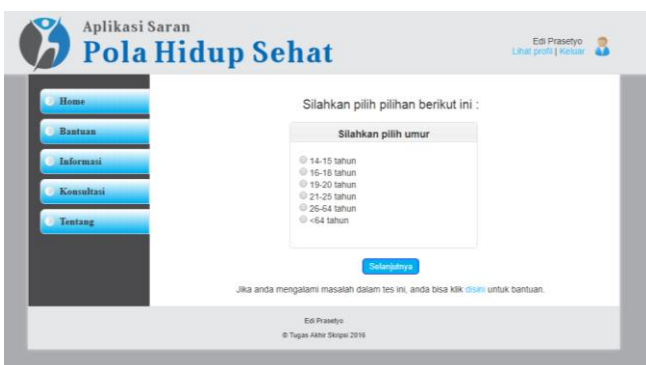 Aplikasi Saran
Pola Hidup Sehat
Edi Prasetyo
Lihat profil | Keluar
Home
Bantuan
Informasi
Konsultasi
Tentang
Silahkan pilih pilihan berikut ini :
Silahkan pilih umur
14-15 tahun
16-18 tahun
19-20 tahun
21-25 tahun
26-64 tahun
<64 tahun
Selanjutnya
Jika anda mengalami masalah dalam tes ini, anda bisa klik disini untuk bantuan.
Edi Prasetyo
© Tugas Akhir Skripsi 2016